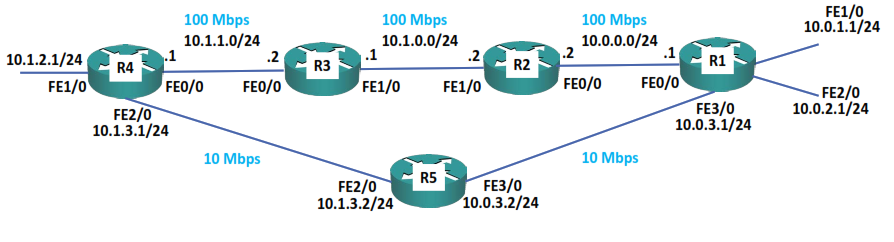 100 Mbps
100 Mbps
100 Mbps
FE1/0
10.0.1.1/24
10.1.1.0/24
10.1.0.0/24
10.0.0.0/24
10.1.2.1/24
R4
.1
.2
R3
.1
.2
R2
.2
.1
R1
FE1/0
FE0/0
FE0/0
FE1/0
FE1/0
FE0/0
FE0/0
FE2/0
10.0.2.1/24
FE2/0
10.1.3.1/24
FE3/0
10.0.3.1/24
10 Mbps
10 Mbps
R5
FE2/0
10.1.3.2/24
FE3/0
10.0.3.2/24